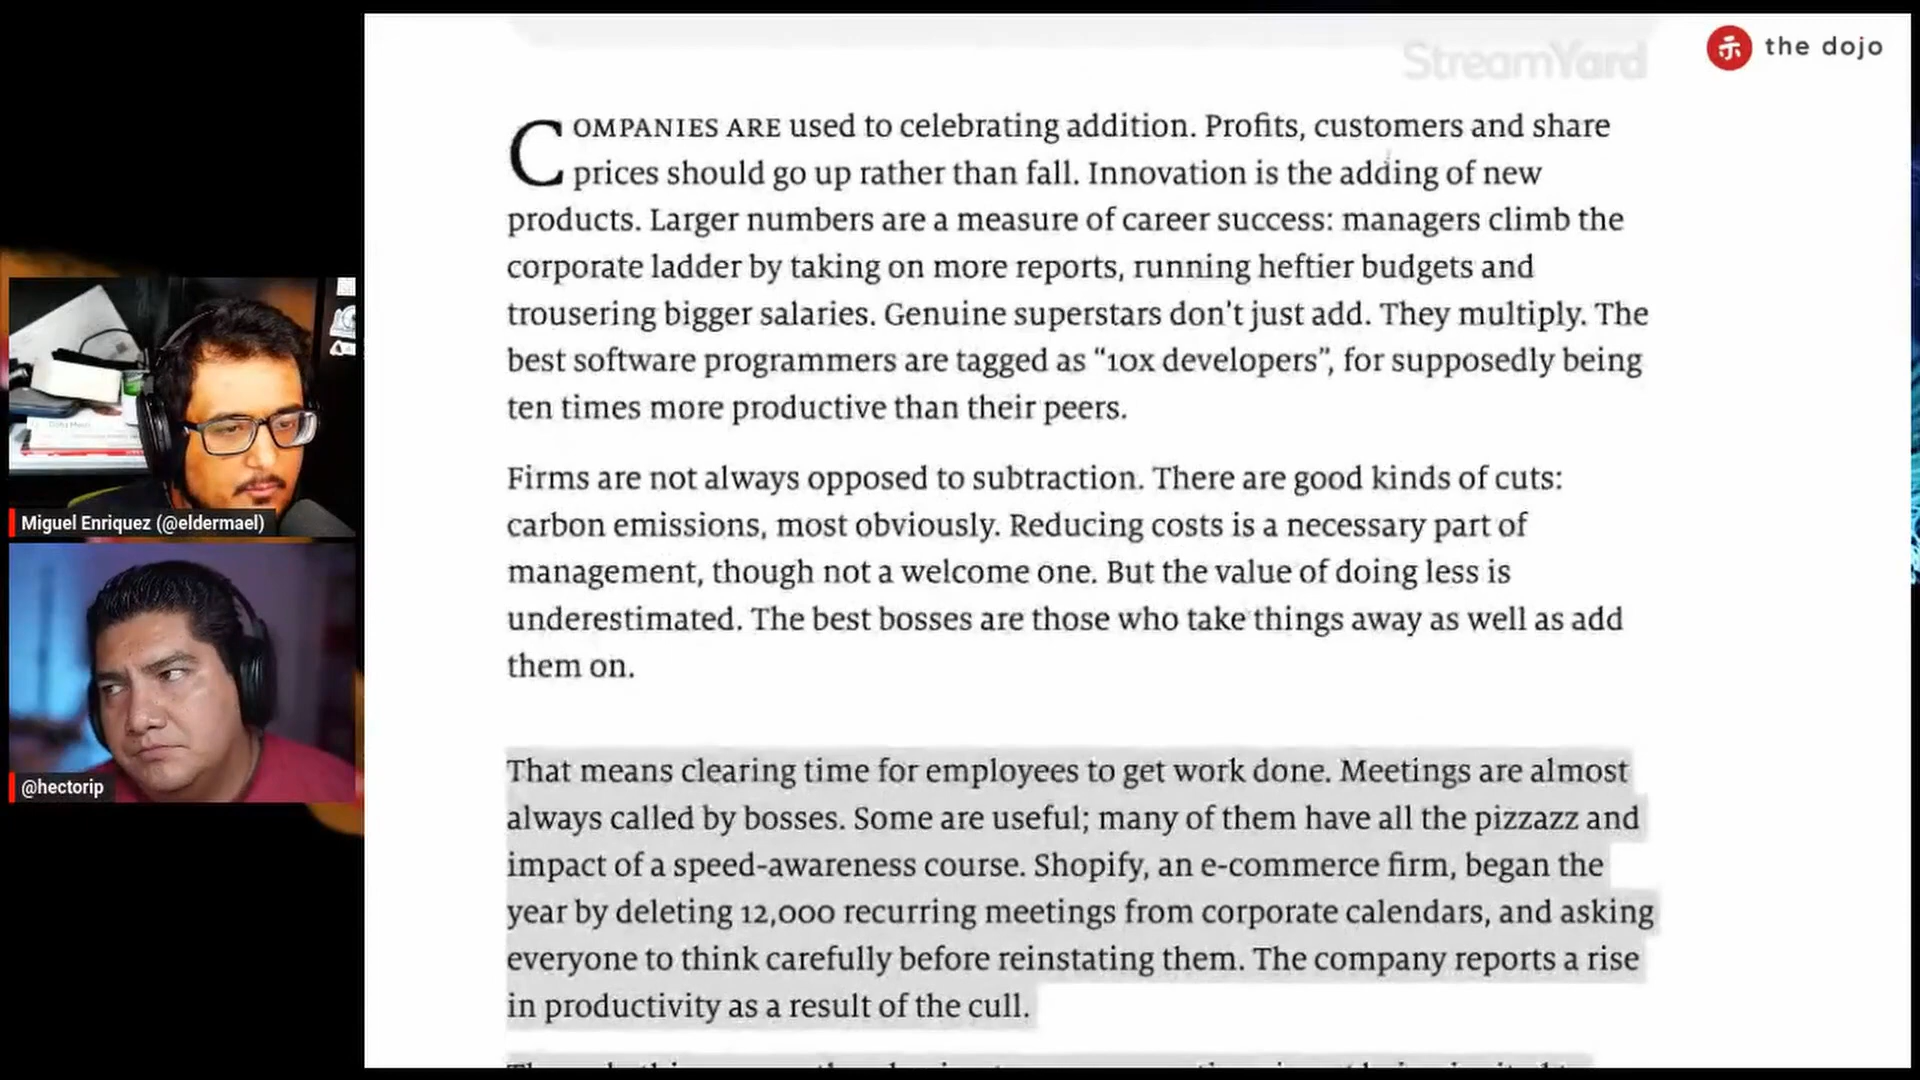 StreamYard
the dojo
COMPANIES ARE used to celebrating addition. Profits, customers and share
prices should go up rather than fall. Innovation is the adding of new
products. Larger numbers are a measure of career success: managers climb the
corporate ladder by taking on more reports, running heftier budgets and
trousering bigger salaries. Genuine superstars don't just add. They multiply. The
best software programmers are tagged as “10x developers”, for supposedly being
ten times more productive than their peers.
Firms are not always opposed to subtraction. There are good kinds of cuts:
carbon emissions, most obviously. Reducing costs is a necessary part of
management, though not a welcome one. But the value of doing less is
underestimated. The best bosses are those who take things away as well as add
them on.
That means clearing time for employees to get work done. Meetings are almost
always called by bosses. Some are useful; many of them have all the pizzazz and
impact of a speed-awareness course. Shopify, an e-commerce firm, began the
year by deleting 12,000 recurring meetings from corporate calendars, and asking
everyone to think carefully before reinstating them. The company reports a rise
in productivity as a result of the cull.
Miguel Enriquez (@eldermael)
@hectorip